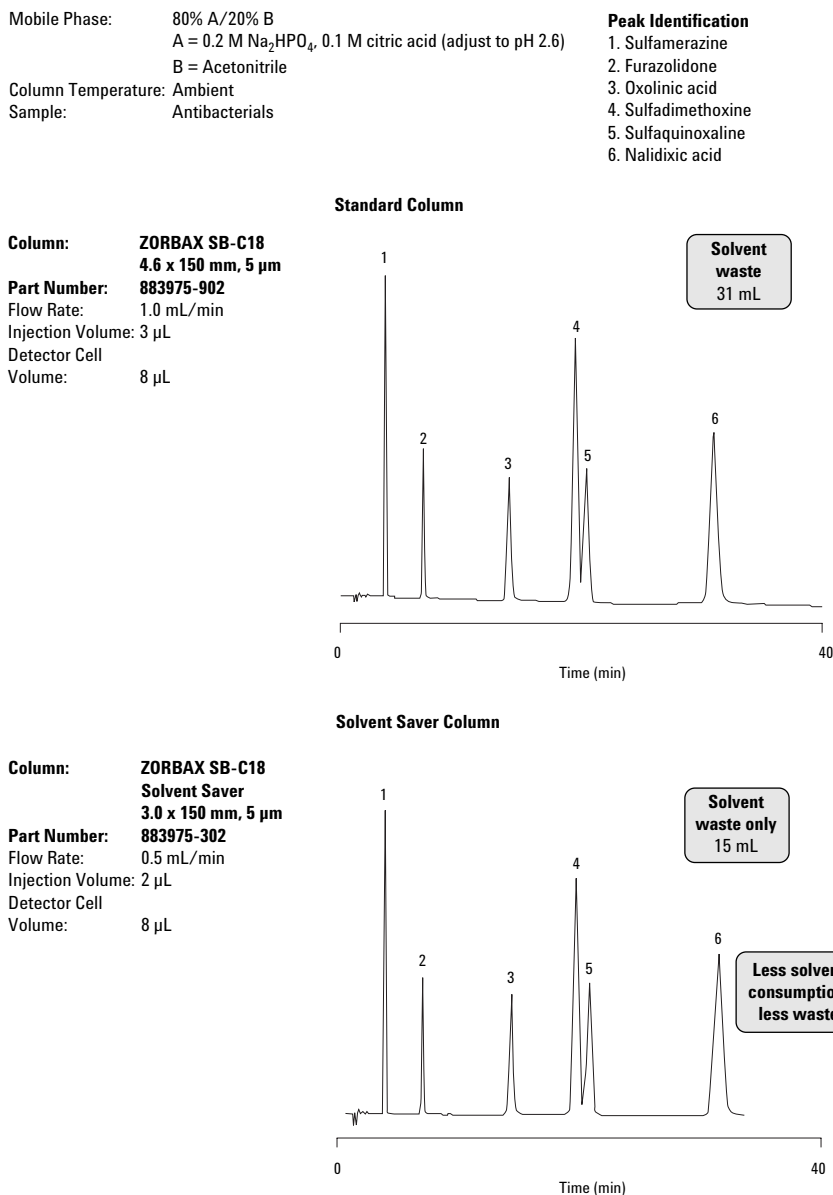 Mobile Phase: 80% A/20% B
A = 0.2 M Na₂HPO₄, 0.1 M citric acid (adjust to pH 2.6)
B = Acetonitrile
Column Temperature: Ambient
Sample: Antibacterials
Peak Identification
1. Sulfamerazine
2. Furazolidone
3. Oxolinic acid
4. Sulfadimethoxine
5. Sulfaquinoxaline
6. Nalidixic acid
Standard Column
Column: ZORBAX SB-C18
4.6 x 150 mm, 5 µm
Part Number: 883975-902
Flow Rate: 1.0 mL/min
Injection Volume: 3 µL
Detector Cell
Volume: 8 µL
Solvent
waste
31 mL
1
2
3
4
5
6
0
40
Time (min)
Solvent Saver Column
Column: ZORBAX SB-C18
Solvent Saver
3.0 x 150 mm, 5 µm
Part Number: 883975-302
Flow Rate: 0.5 mL/min
Injection Volume: 2 µL
Detector Cell
Volume: 8 µL
Solvent
waste only
15 mL
1
2
3
4
5
6
Less solven
consumptio
less waste
0
40
Time (min)